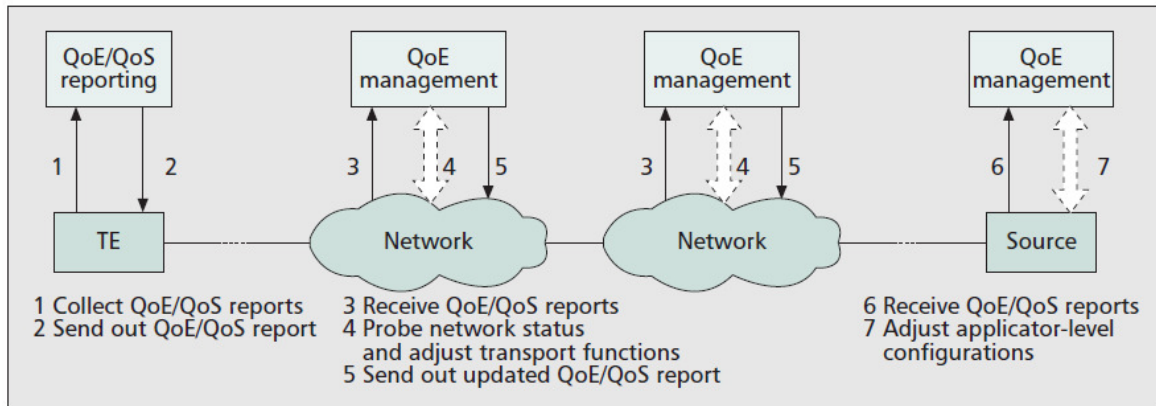 QoE/QoS
reporting
QoE
management
QoE
management
QoE
management
1
2
3
4
5
3
4
5
6
7
TE
Network
Network
Source
1 Collect QoE/QoS reports
2 Send out QoE/QoS report
3 Receive QoE/QoS reports
4 Probe network status
and adjust transport functions
5 Send out updated QoE/QoS report
6 Receive QoE/QoS reports
7 Adjust applicator-level
configurations